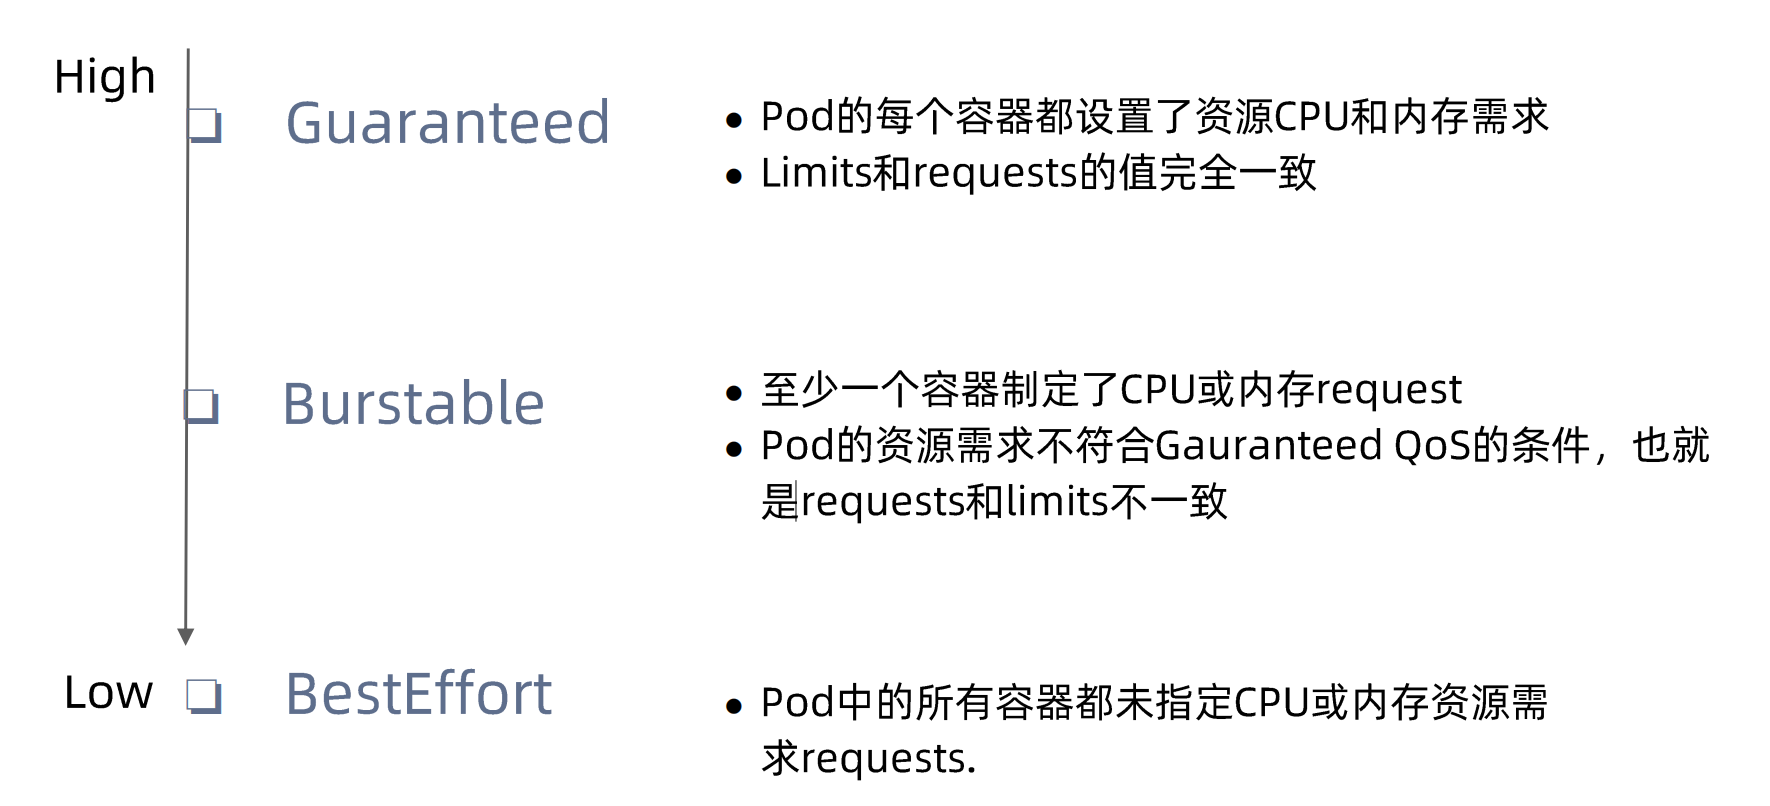 High
Guaranteed
Pod的每个容器都设置了资源CPU和内存需求
Limits和requests的值完全一致
Burstable
至少一个容器制定了CPU或内存request
Pod的资源需求不符合Gauranteed QoS的条件，也就
是requests和limits不一致
Low
BestEffort
Pod中的所有容器都未指定CPU或内存资源需
求requests.